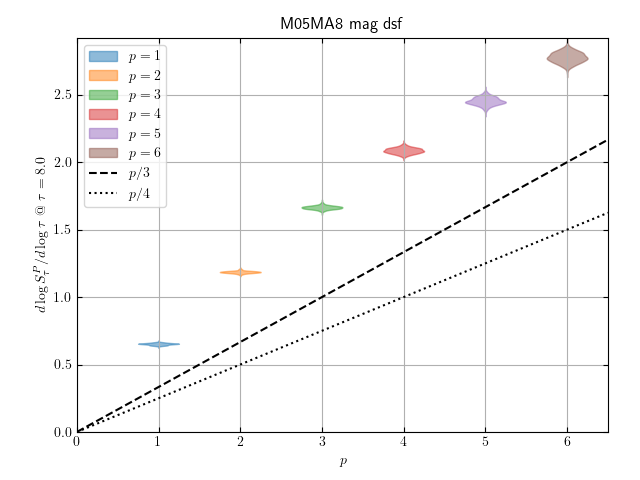 M05MA8 mag dsf
p = 1
p = 2
p = 3
p = 4
p = 5
p = 6
p/3
p/4
d log S_τ^P / d log τ @ τ = 8.0
2.5
2.0
1.5
1.0
0.5
0.0
0 1 2 3 4 5 6
p